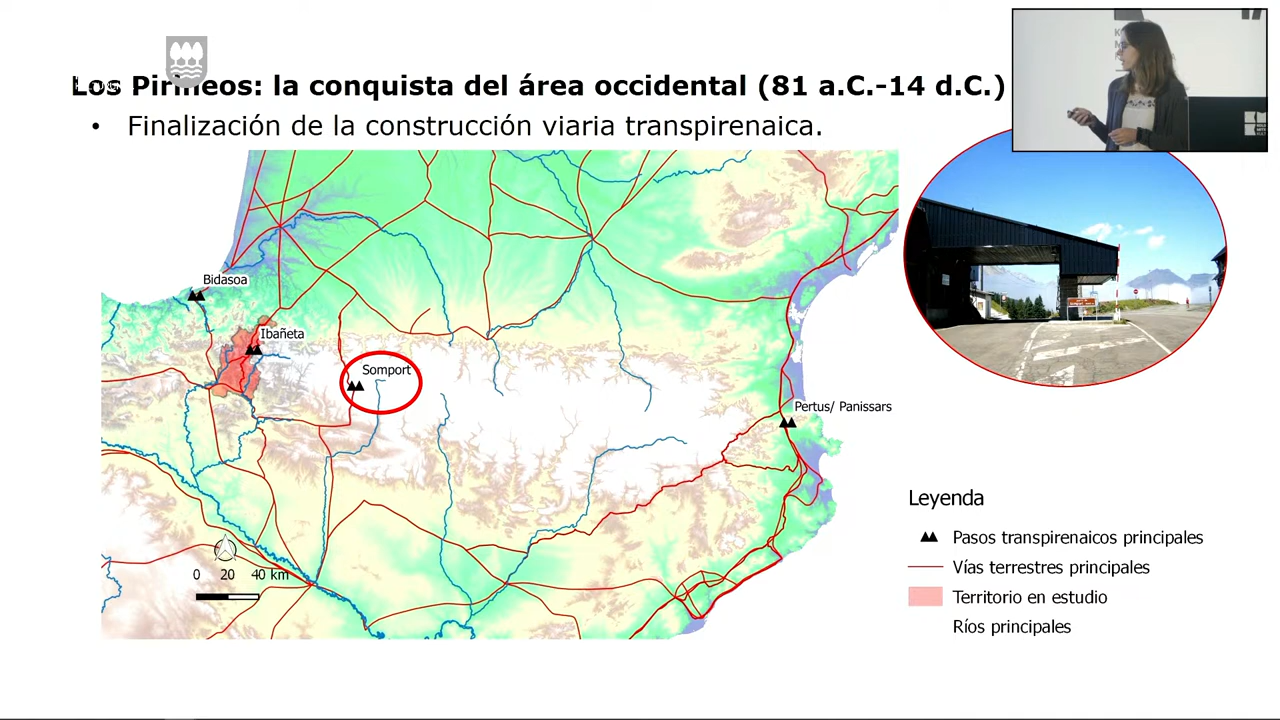 Los Pirineos: la conquista del área occidental (81 a.C.-14 d.C.)
• Finalización de la construcción viaria transpirenaica.
Bidasoa
Ibañeta
Somport
Pertus/ Panissars
0 20 40 km
Leyenda
Pasos transpirenaicos principales
Vías terrestres principales
Territorio en estudio
Ríos principales